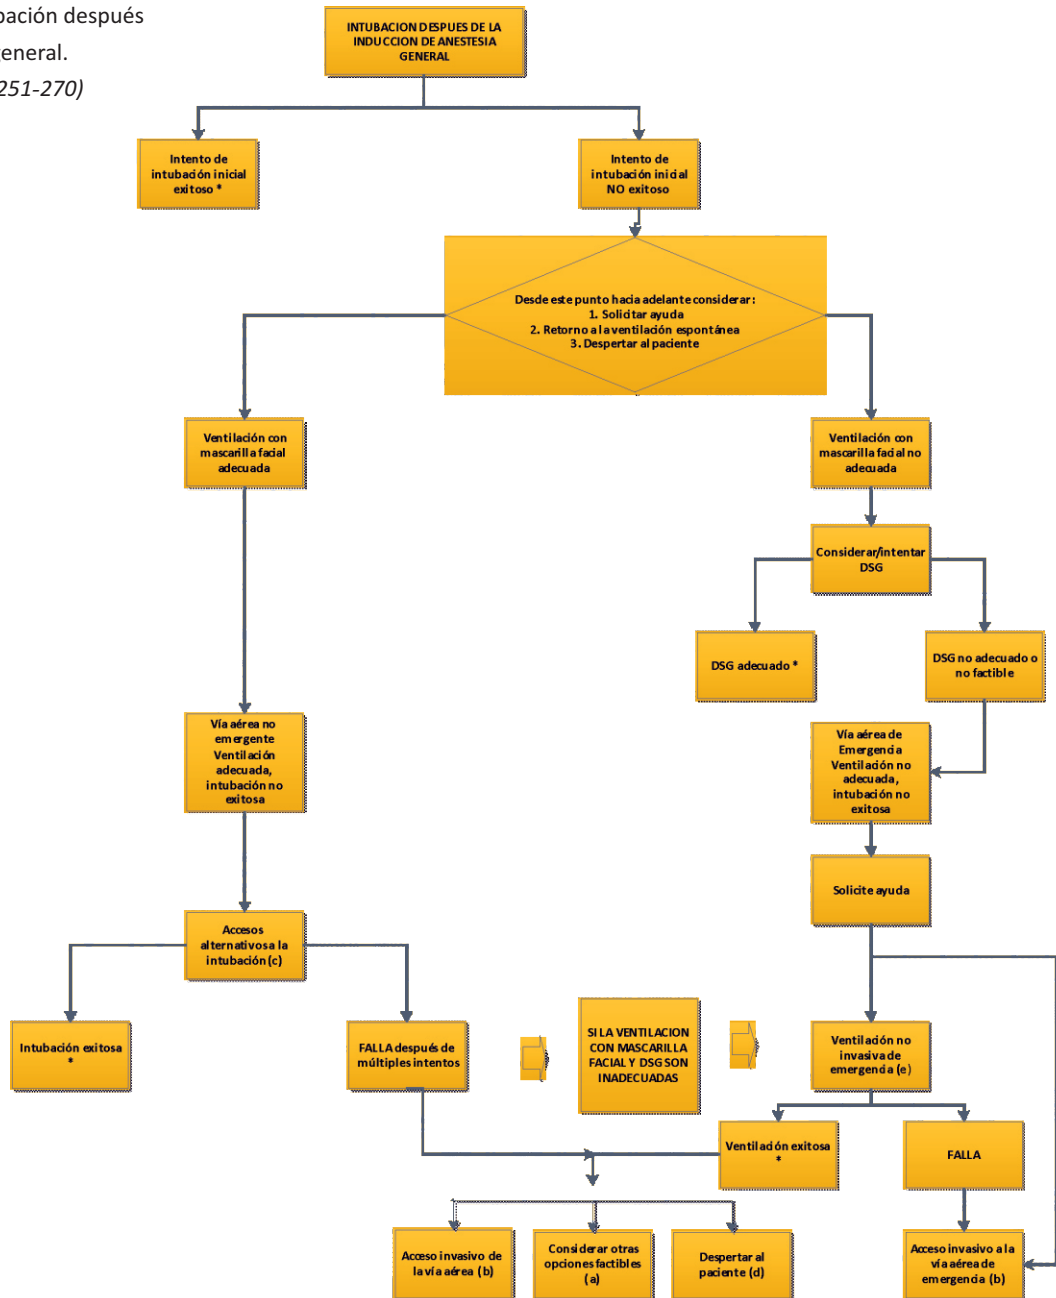 bación después
general.
251-270)
INTUBACION DESPUES DE LA
INDUCCION DE ANESTESIA
GENERAL
Intento de
intubación inicial
exitoso *
Intento de
intubación inicial
NO exitoso
Desde este punto hacia adelante considerar :
1. Solicitar ayuda
2. Retorno a la ventilación espontánea
3. Despertar al paciente
Ventilación con
mascarilla facial
adecuada
Ventilación con
mascarilla facial no
adecuada
Considerar/intentar
DSG
DSG adecuado *
DSG no adecuado o
no factible
Vía aérea no
emergente
Ventilación
adecuada,
intubación no
exitosa
Vía aérea de
Emergencia
Ventilación no
adecuada,
intubación no
exitosa
Solicite ayuda
Accesos
alternativos a la
intubación (c)
Intubación exitosa
*
FALLA después de
múltiples intentos
SI LA VENTILACION
CON MASCARILLA
FACIAL Y DSG SON
INADECUADAS
Ventilación no
invasiva de
emergencia (e)
Ventilación exitosa
*
FALLA
Acceso invasivo de
la vía aérea (b)
Considerar otras
opciones factibles
(a)
Despertar al
paciente (d)
Acceso invasivo a la
vía aérea de
emergencia (b)